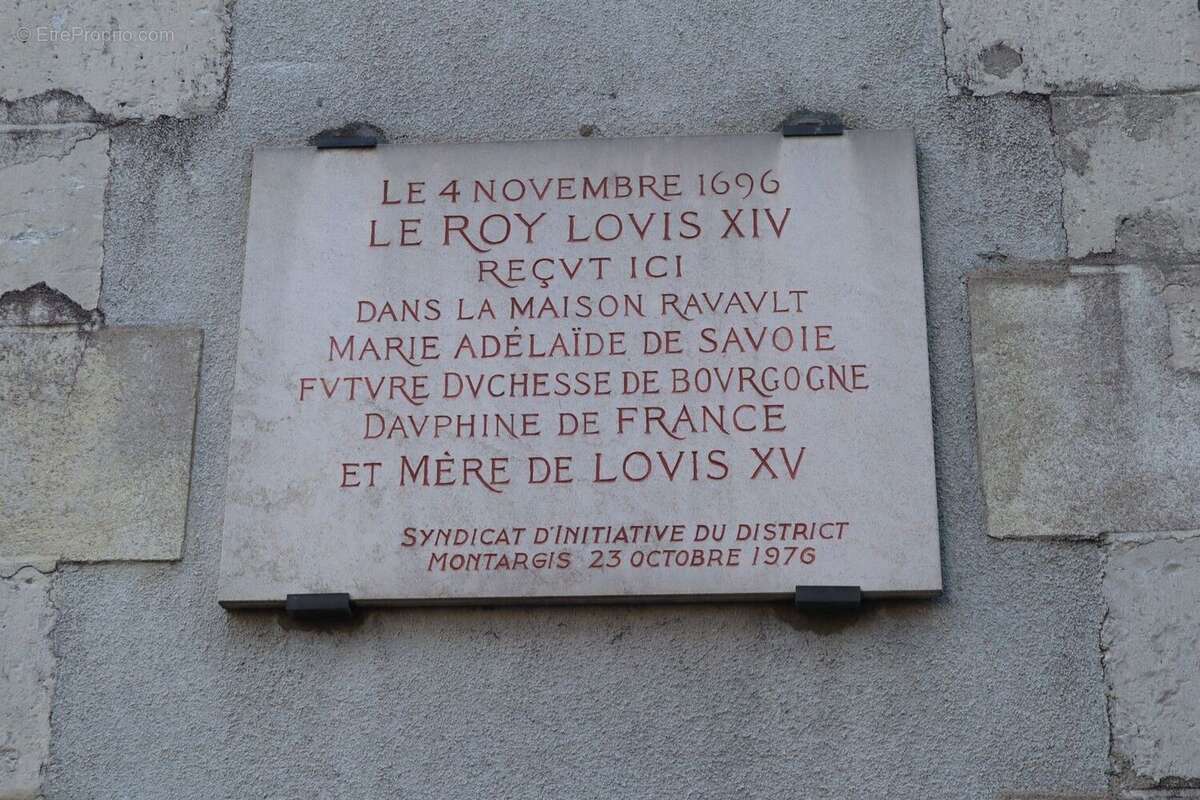 © EtreProprio.com
LE 4 NOVEMBRE 1696
LE ROY LOVIS XIV
REÇVT ICI
DANS LA MAISON RAVAVLT
MARIE ADÉLAÏDE DE SAVOIE
FVTVRE DVCHESSE DE BOVRGOGNE
DAVPHINE DE FRANCE
ET MÈRE DE LOVIS XV
SYNDICAT D'INITIATIVE DU DISTRICT
MONTARGIS 23 OCTOBRE 1976